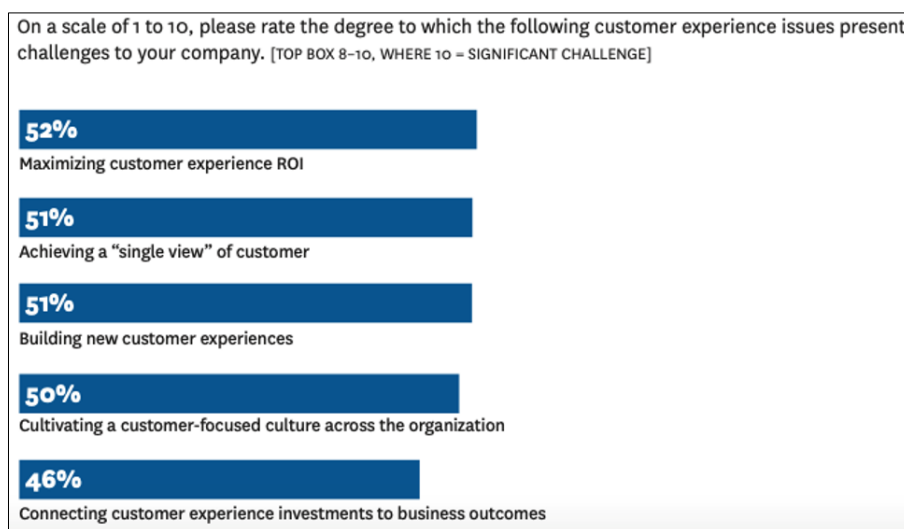 On a scale of 1 to 10, please rate the degree to which the following customer experience issues present
challenges to your company. [TOP BOX 8–10, WHERE 10 = SIGNIFICANT CHALLENGE]
52%
Maximizing customer experience ROI
51%
Achieving a “single view” of customer
51%
Building new customer experiences
50%
Cultivating a customer-focused culture across the organization
46%
Connecting customer experience investments to business outcomes